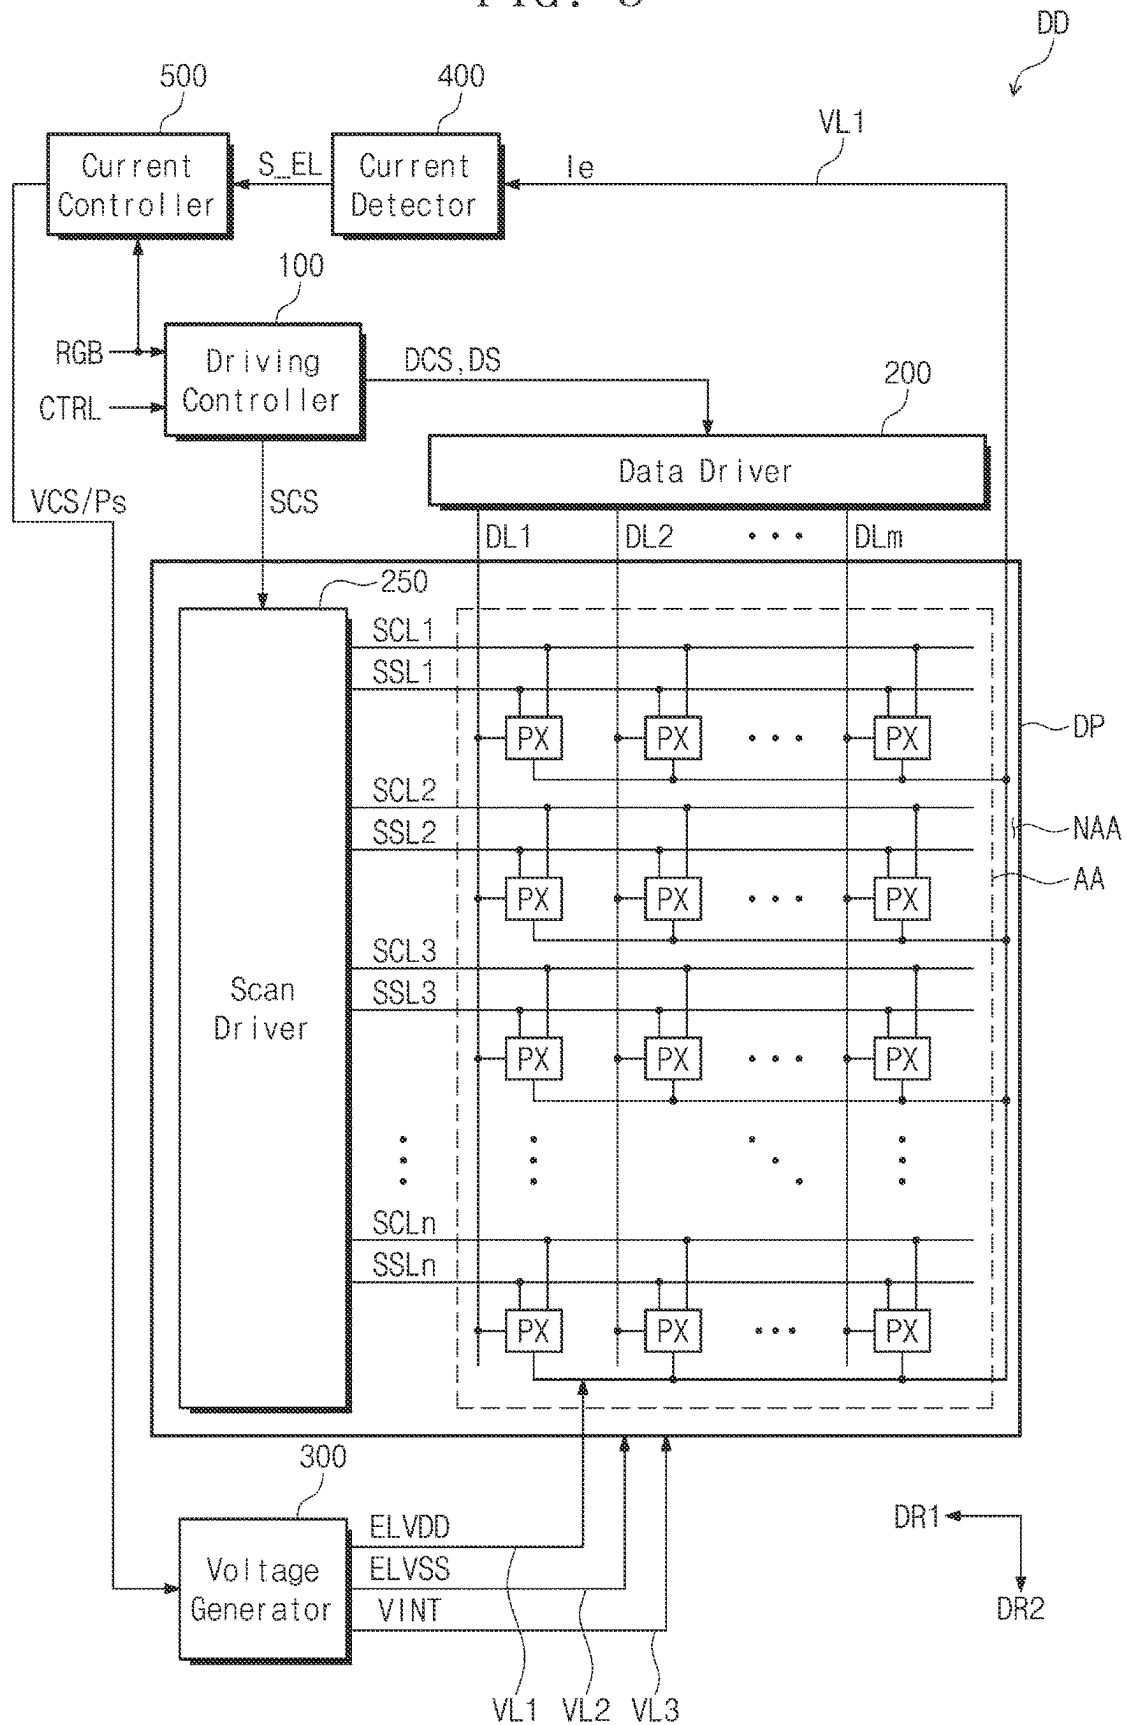 DD
500
400
VL1
Current
Controller
S_EL
Current
Detector
Ie
100
RGB
Driving
Controller
DCS,DS
CTRL
200
Data Driver
VCS/Ps
SCS
DL1
DL2
DLm
250
SCL1
SSL1
PX
PX
PX
DP
SCL2
SSL2
NAA
AA
PX
PX
PX
SCL3
SSL3
Scan
Driver
PX
PX
PX
SCLn
SSLn
PX
PX
PX
300
ELVDD
DR1
Voltage
Generator
ELVSS
VINT
DR2
VL1
VL2
VL3